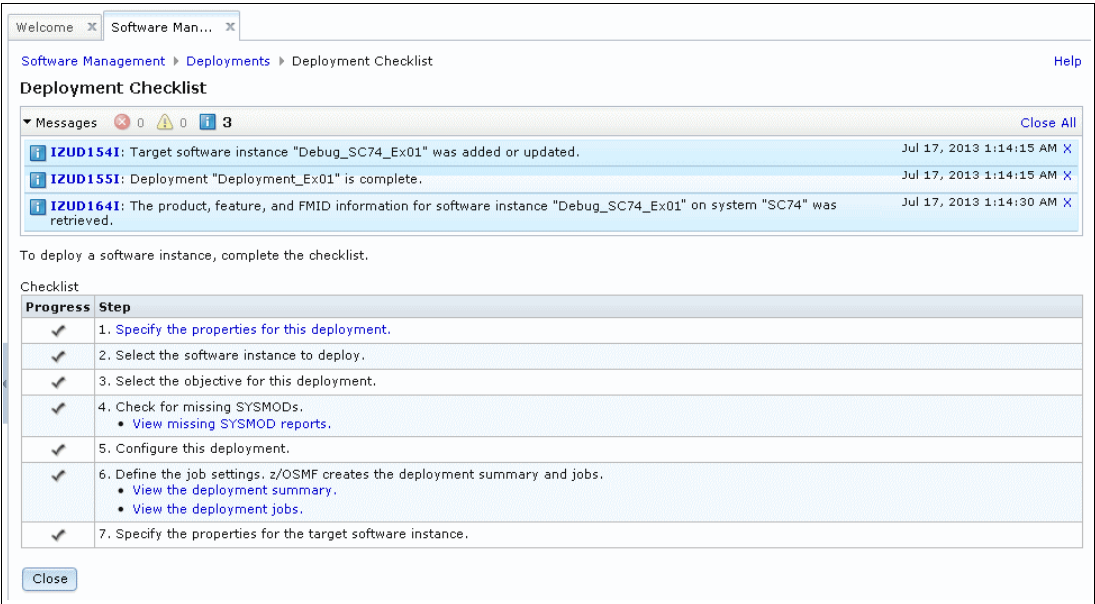 Welcome X Software Man... X
Software Management Deployments Deployment Checklist Help
Deployment Checklist
Messages 0 0 3 Close All
IZUD154I: Target software instance "Debug_SC74_Ex01" was added or updated. Jul 17, 2013 1:14:15 AM X
IZUD155I: Deployment "Deployment_Ex01" is complete. Jul 17, 2013 1:14:15 AM X
IZUD164I: The product, feature, and FMID information for software instance "Debug_SC74_Ex01" on system "SC74" was Jul 17, 2013 1:14:30 AM X
retrieved.
To deploy a software instance, complete the checklist.
Checklist
Progress Step
1. Specify the properties for this deployment.
2. Select the software instance to deploy.
3. Select the objective for this deployment.
4. Check for missing SYSMODs.
• View missing SYSMOD reports.
5. Configure this deployment.
6. Define the job settings. z/OSMF creates the deployment summary and jobs.
• View the deployment summary.
• View the deployment jobs.
7. Specify the properties for the target software instance.
Close